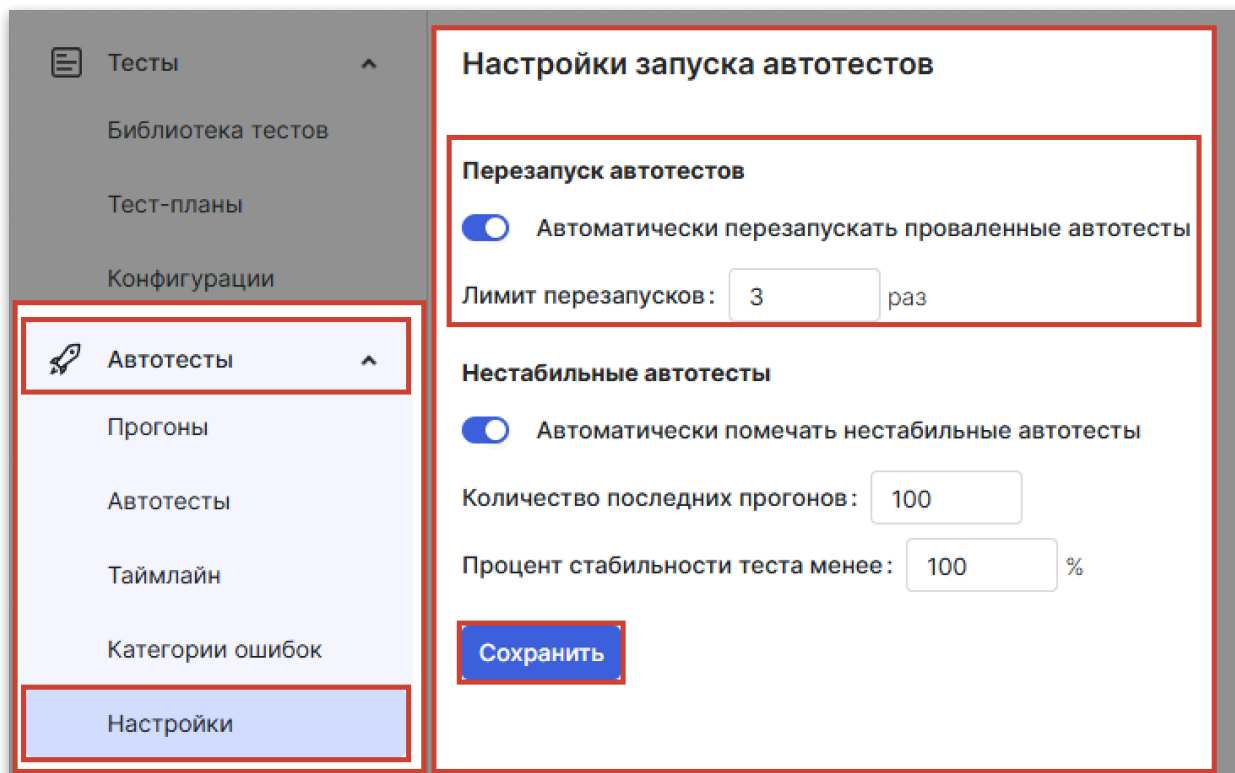 Тесты
Библиотека тестов
Тест-планы
Конфигурации
Автотесты
Прогоны
Автотесты
Таймлайн
Категории ошибок
Настройки
Настройки запуска автотестов
Перезапуск автотестов
Автоматически перезапускать проваленные автотесты
Лимит перезапусков: 3 раз
Нестабильные автотесты
Автоматически помечать нестабильные автотесты
Количество последних прогонов: 100
Процент стабильности теста менее: 100 %
Сохранить